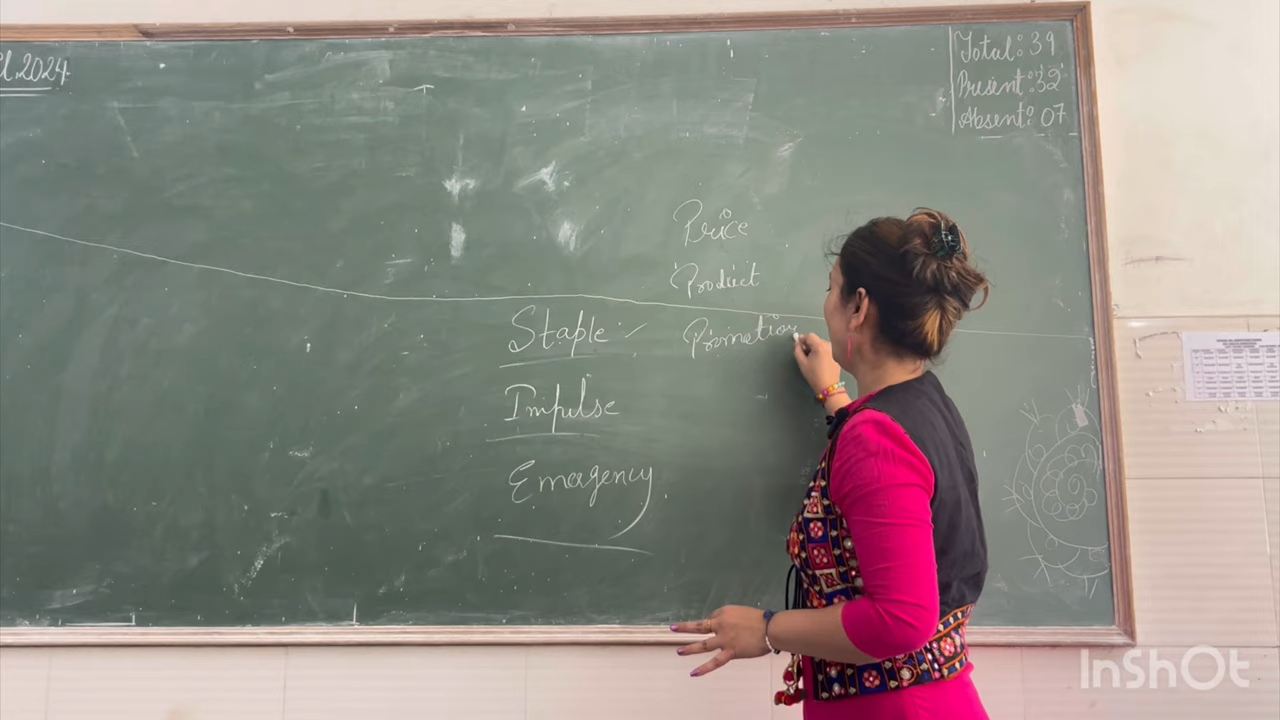 2024
Total: 39
Present: 32
Absent: 07
Price
Product
Staple :- Promotion
Impulse
Emergency
InShOt